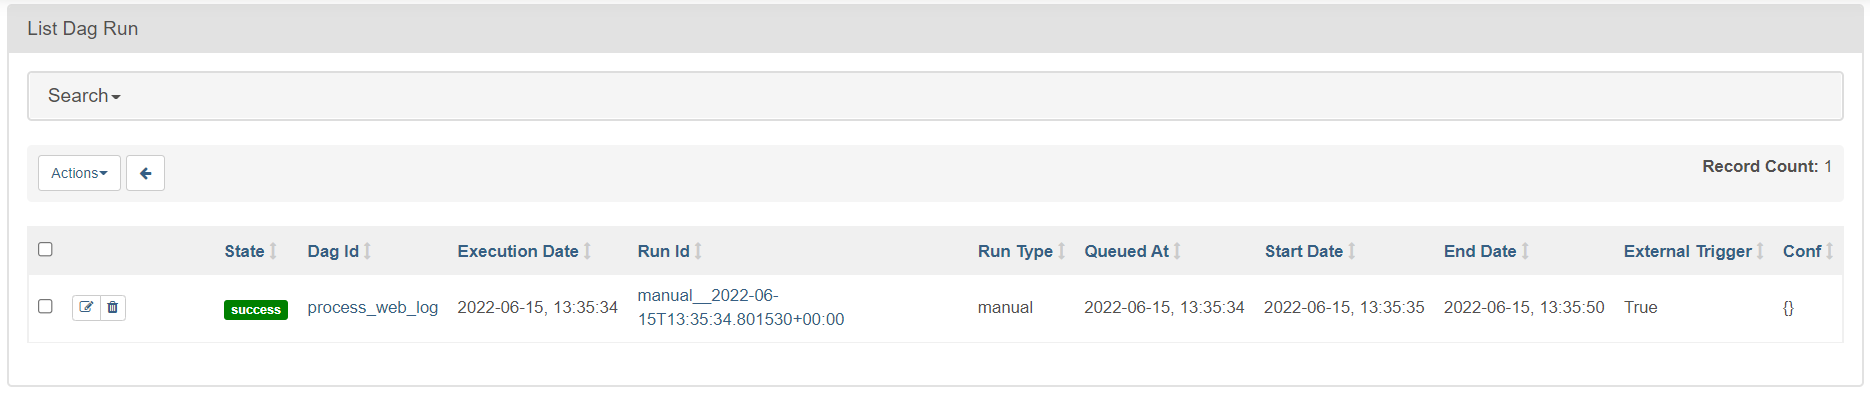 List Dag Run
Search
Actions
Record Count: 1
State Dag Id Execution Date Run Id Run Type Queued At Start Date End Date External Trigger Conf
success process_web_log 2022-06-15, 13:35:34 manual__2022-06-
15T13:35:34.801530+00:00 manual 2022-06-15, 13:35:34 2022-06-15, 13:35:35 2022-06-15, 13:35:50 True {}